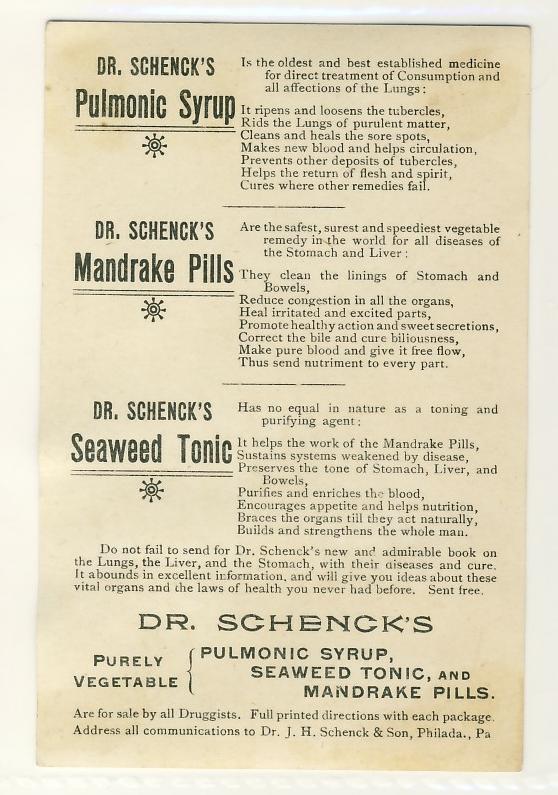 DR. SCHENCK'S
Pulmonic Syrup
Is the oldest and best established medicine
for direct treatment of Consumption and
all affections of the Lungs:
It ripens and loosens the tubercles,
Rids the Lungs of purulent matter,
Cleans and heals the sore spots,
Makes new blood and helps circulation,
Prevents other deposits of tubercles,
Helps the return of flesh and spirit,
Cures where other remedies fail.
DR. SCHENCK'S
Mandrake Pills
Are the safest, surest and speediest vegetable
remedy in the world for all diseases of
the Stomach and Liver:
They clean the linings of Stomach and
Bowels,
Reduce congestion in all the organs,
Heal irritated and excited parts,
Promote healthy action and sweet secretions,
Correct the bile and cure biliousness,
Make pure blood and give it free flow,
Thus send nutriment to every part.
DR. SCHENCK'S
Seaweed Tonic
Has no equal in nature as a toning and
purifying agent:
It helps the work of the Mandrake Pills,
Sustains systems weakened by disease,
Preserves the tone of Stomach, Liver, and
Bowels,
Purifies and enriches the blood,
Encourages appetite and helps nutrition,
Braces the organs till they act naturally,
Builds and strengthens the whole man.
Do not fail to send for Dr. Schenck's new and admirable book on
the Lungs, the Liver, and the Stomach, with their diseases and cure.
It abounds in excellent information, and will give you ideas about these
vital organs and the laws of health you never had before. Sent free.
DR. SCHENCK'S
PURELY
VEGETABLE
PULMONIC SYRUP,
SEAWEED TONIC, AND
MANDRAKE PILLS.
Are for sale by all Druggists. Full printed directions with each package.
Address all communications to Dr. J. H. Schenck & Son, Philada., Pa